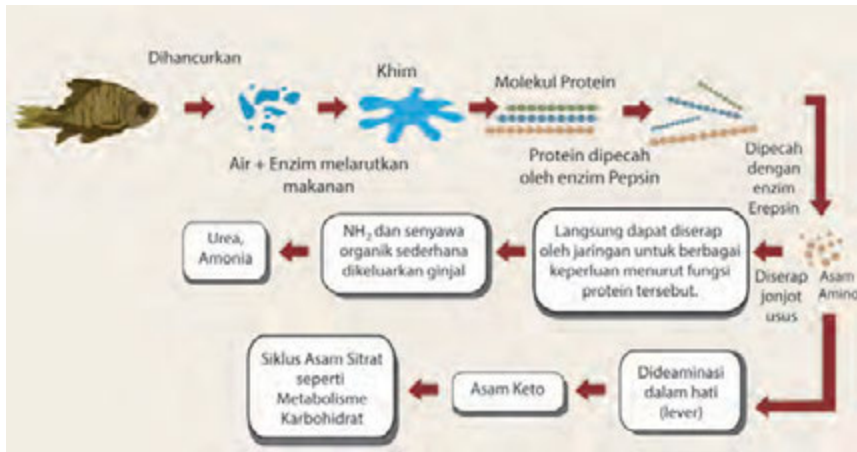 Dihancurkan
Khim
Molekul Protein
Air + Enzim melarutkan
makanan
Protein dipecah
oleh enzim Pepsin
Dipecah
dengan
enzim
Erepsin
Asam
Amino
Diserap
jonjot
usus
Langsung dapat diserap
oleh jaringan untuk berbagai
keperluan menurut fungsi
protein tersebut.
NH2 dan senyawa
organik sederhana
dikeluarkan ginjal
Urea,
Amonia
Dideaminasi
dalam hati
(lever)
Asam Keto
Siklus Asam Sitrat
seperti
Metabolisme
Karbohidrat